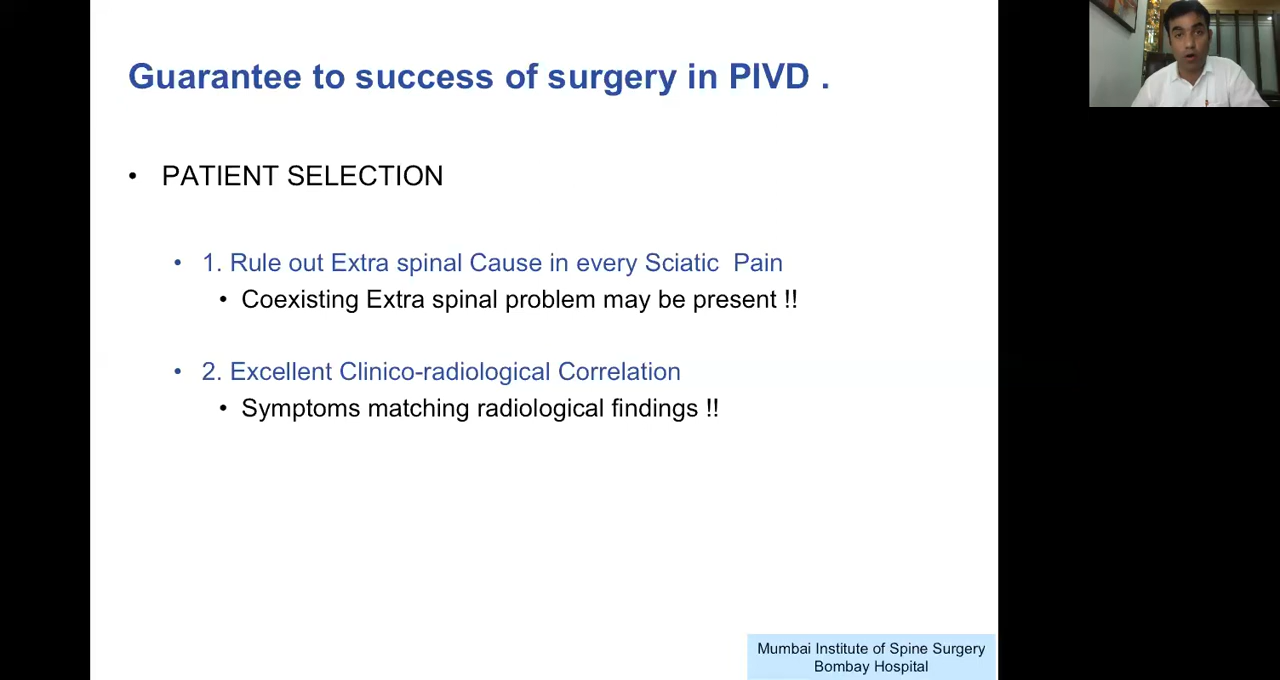 Guarantee to success of surgery in PIVD .
• PATIENT SELECTION
• 1. Rule out Extra spinal Cause in every Sciatic Pain
• Coexisting Extra spinal problem may be present !!
• 2. Excellent Clinico-radiological Correlation
• Symptoms matching radiological findings !!
Mumbai Institute of Spine Surgery
Bombay Hospital